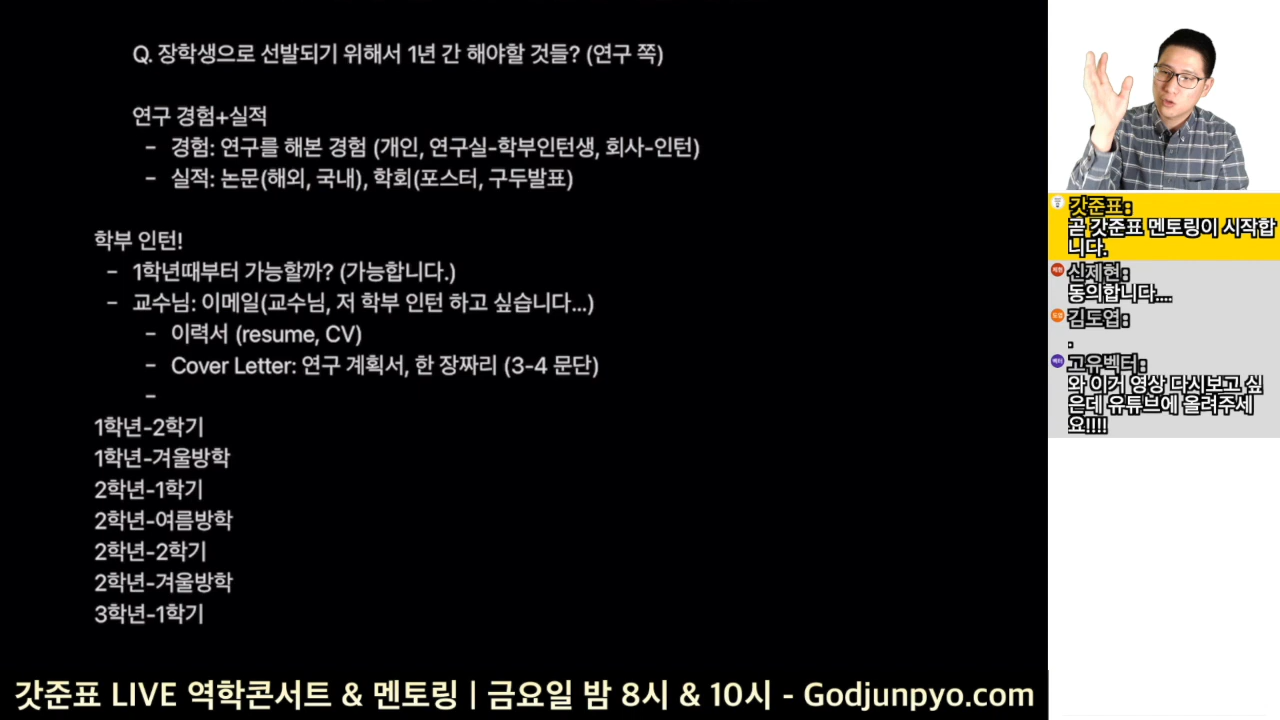 Q. 장학생으로 선발되기 위해서 1년 간 해야할 것들? (연구 쪽)
연구 경험+실적
- 경험: 연구를 해본 경험 (개인, 연구실-학부인턴생, 회사-인턴)
- 실적: 논문(해외, 국내), 학회(포스터, 구두발표)
학부 인턴!
- 1학년때부터 가능할까? (가능합니다.)
- 교수님: 이메일(교수님, 저 학부 인턴 하고 싶습니다...)
- 이력서 (resume, CV)
- Cover Letter: 연구 계획서, 한 장짜리 (3-4 문단)
-
1학년-2학기
1학년-겨울방학
2학년-1학기
2학년-여름방학
2학년-2학기
2학년-겨울방학
3학년-1학기
갓준표:
곧 갓준표 멘토링이 시작합
니다.
제현
신제현:
동의합니다....
도엽
김도엽:
.
벡터
고유벡터:
와 이거 영상 다시보고 싶
은데 유튜브에 올려주세
요!!!!
갓준표 LIVE 역학콘서트 & 멘토링 | 금요일 밤 8시 & 10시 - Godjunpyo.com